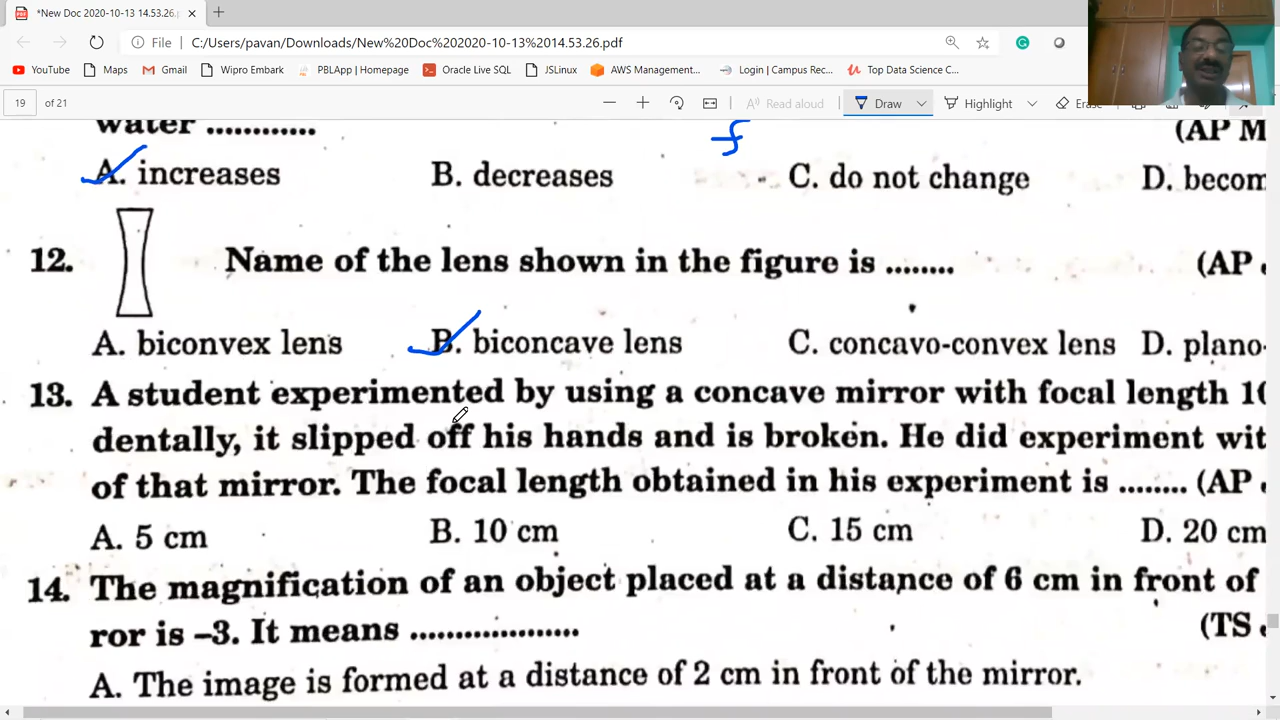 *New Doc 2020-10-13 14.53.26.p
File C:/Users/pavan/Downloads/New%20Doc%202020-10-13%2014.53.26.pdf
YouTube Maps Gmail Wipro Embark PBLApp | Homepage Oracle Live SQL JSLinux AWS Management... Login | Campus Rec... Top Data Science C...
19 of 21 Read aloud Draw Highlight Erase
water ............ f (AP M
A. increases B. decreases C. do not change D. becom
12. Name of the lens shown in the figure is ........ (AP
A. biconvex lens B. biconcave lens C. concavo-convex lens D. plano-
13. A student experimented by using a concave mirror with focal length 10
dentally, it slipped off his hands and is broken. He did experiment wit
of that mirror. The focal length obtained in his experiment is ........ (AP
A. 5 cm B. 10 cm C. 15 cm D. 20 cm
14. The magnification of an object placed at a distance of 6 cm in front of
ror is –3. It means ................... (TS
A. The image is formed at a distance of 2 cm in front of the mirror.